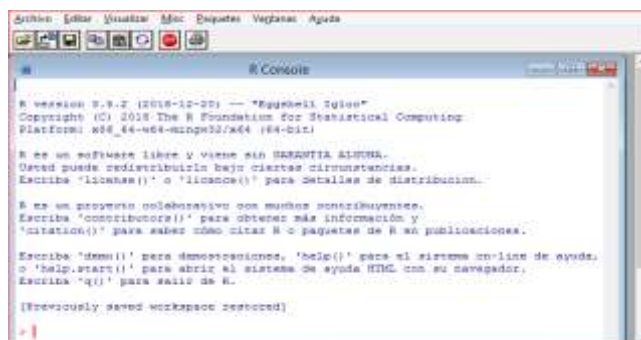 Archivo Editar Visualizar Misc Paquetes Ventanas Ayuda
R Console
R version 3.5.2 (2018-12-20) -- "Eggshell Igloo"
Copyright (C) 2018 The R Foundation for Statistical Computing
Platform: x86_64-w64-mingw32/x64 (64-bit)
R es un software libre y viene sin GARANTIA ALGUNA.
Usted puede redistribuirlo bajo ciertas circunstancias.
Escriba 'license()' o 'licence()' para detalles de distribucion.
R es un proyecto colaborativo con muchos contribuyentes.
Escriba 'contributors()' para obtener más información y
'citation()' para saber cómo citar R o paquetes de R en publicaciones.
Escriba 'demo()' para demostraciones, 'help()' para el sistema on-line de ayuda,
o 'help.start()' para abrir el sistema de ayuda HTML con su navegador.
Escriba 'q()' para salir de R.
[Previously saved workspace restored]
>